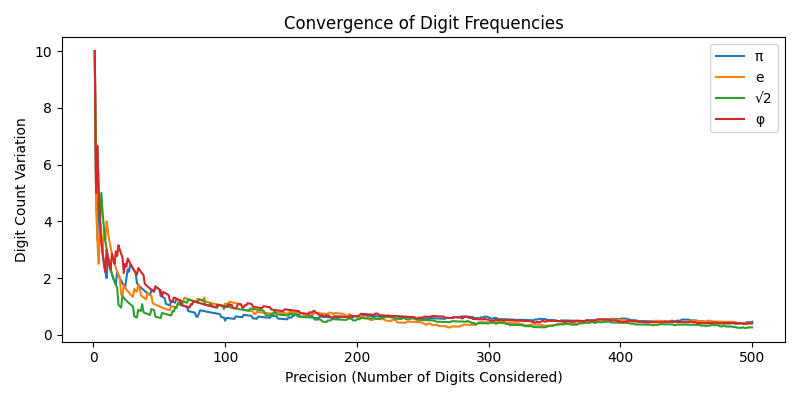 Convergence of Digit Frequencies
Digit Count Variation
10
8
6
4
2
0
π
e
√2
φ
0 100 200 300 400 500
Precision (Number of Digits Considered)